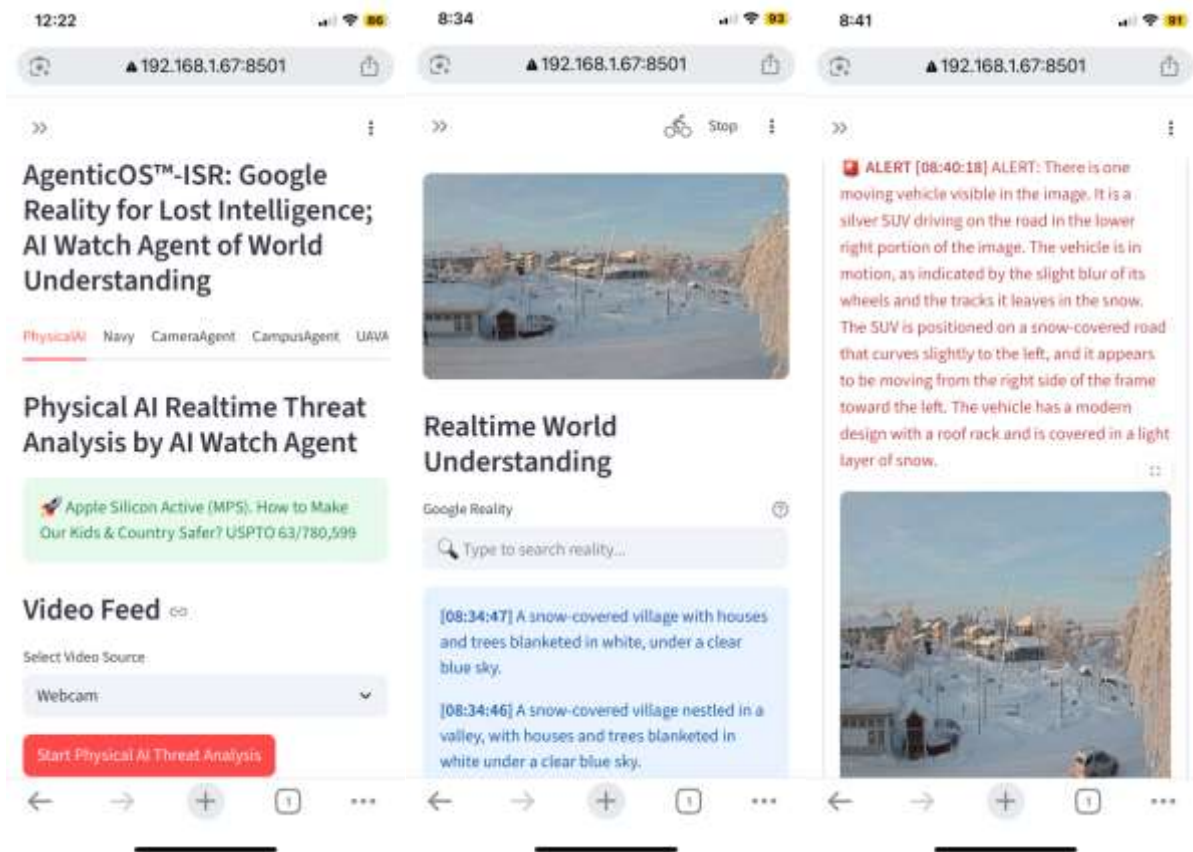 12:22
86
192.168.1.67:8501
AgenticOS™-ISR: Google
Reality for Lost Intelligence;
AI Watch Agent of World
Understanding
PhysicalAI Navy CameraAgent CampusAgent UAVA
Physical AI Realtime Threat
Analysis by AI Watch Agent
🚀 Apple Silicon Active (MPS). How to Make
Our Kids & Country Safer? USPTO 63/780,599
Video Feed
Select Video Source
Webcam
Start Physical AI Threat Analysis
1
8:34
93
192.168.1.67:8501
Stop
Realtime World
Understanding
Google Reality
🔍 Type to search reality...
[08:34:47] A snow-covered village with houses
and trees blanketed in white, under a clear
blue sky.
[08:34:46] A snow-covered village nestled in a
valley, with houses and trees blanketed in
white under a clear blue sky.
1
8:41
91
192.168.1.67:8501
🚨 ALERT [08:40:18] ALERT: There is one
moving vehicle visible in the image. It is a
silver SUV driving on the road in the lower
right portion of the image. The vehicle is in
motion, as indicated by the slight blur of its
wheels and the tracks it leaves in the snow.
The SUV is positioned on a snow-covered road
that curves slightly to the left, and it appears
to be moving from the right side of the frame
toward the left. The vehicle has a modern
design with a roof rack and is covered in a light
layer of snow.
1